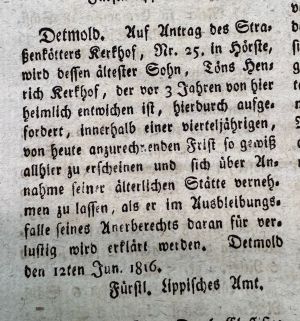 Detmold. Auf Antrag des Stra-
ßenkötters Kerkhof, Nr. 25. in Hörste,
wird dessen ältester Sohn, Töns Hen-
rich Kerkhof, der vor 3 Jahren von hier
heimlich entwichen ist, hierdurch aufge-
fordert, innerhalb einer vierteljährigen,
von heute anzurechnenden Frist so gewiß
allhier zu erscheinen und sich über An-
nahme seiner älterlichen Stätte verneh-
men zu lassen, als er im Ausbleibungs-
falle seines Anerberechts daran für ver-
lustig wird erklärt werden. Detmold
den 12ten Jun. 1816.
Fürstl. Lippisches Amt.